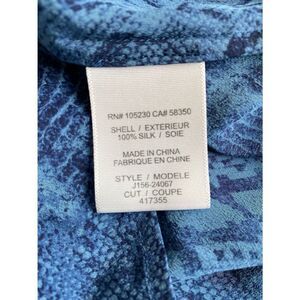 RN# 105230 CA# 58350
SHELL / EXTERIEUR
100% SILK / SOIE
MADE IN CHINA
FABRIQUE EN CHINE
STYLE / MODELE
J156-24067
CUT / COUPE
417355